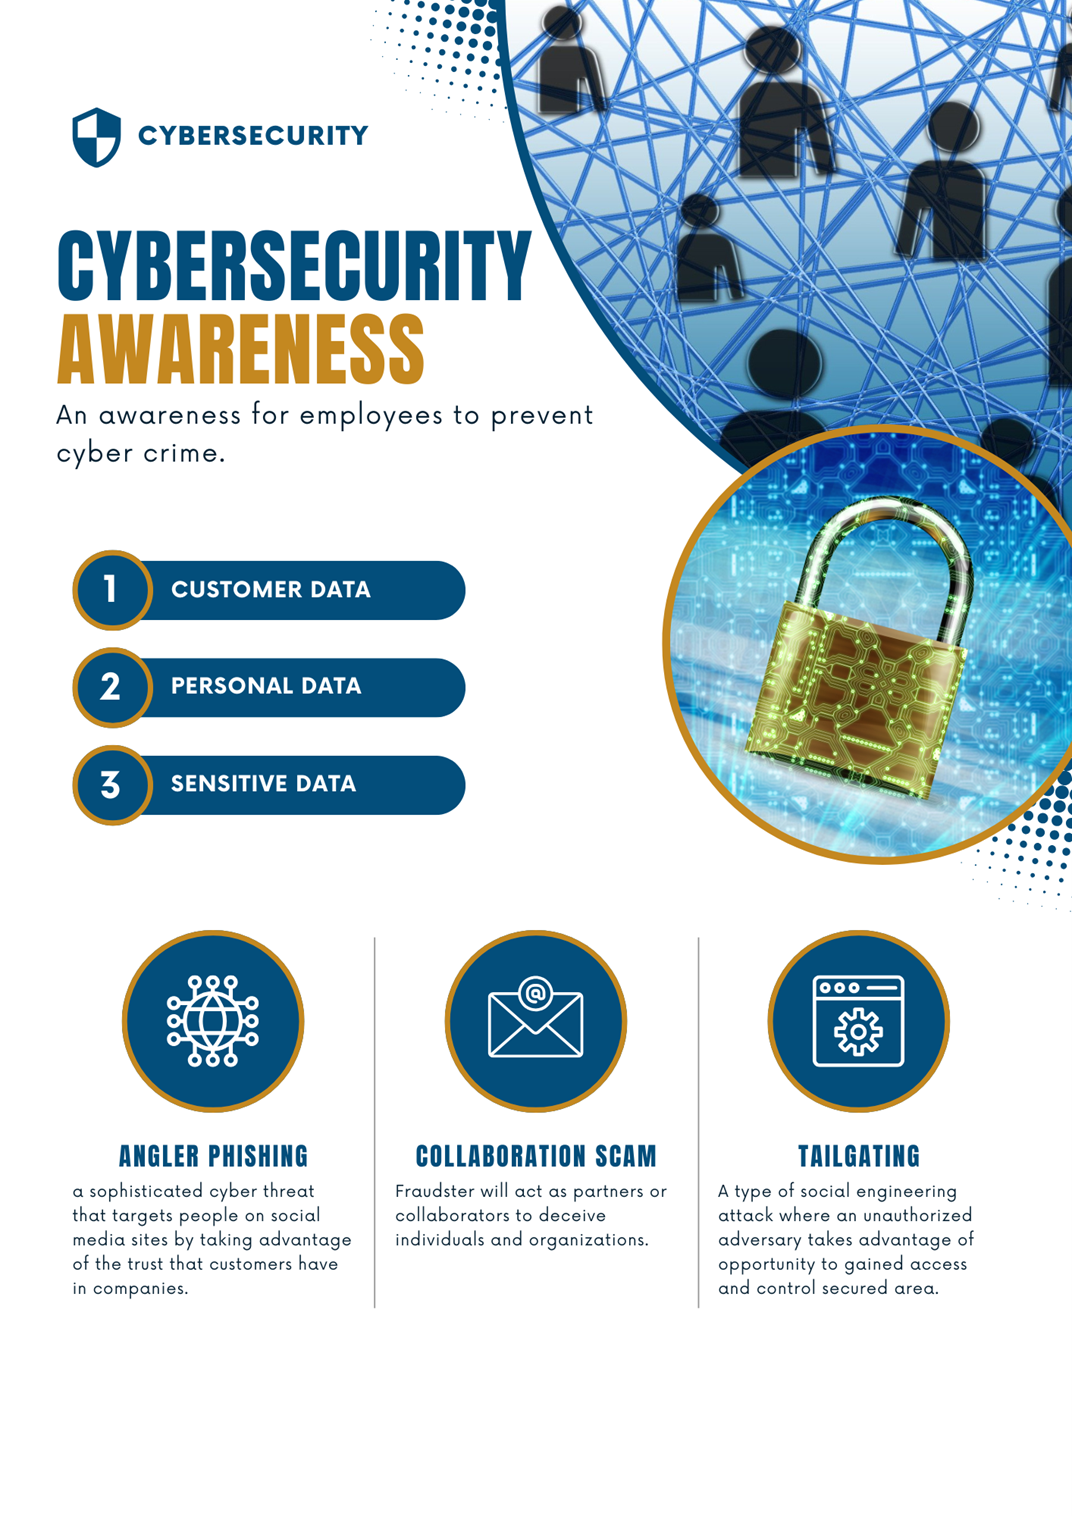 CYBERSECURITY
CYBERSECURITY
AWARENESS
An awareness for employees to prevent
cyber crime.
1 CUSTOMER DATA
2 PERSONAL DATA
3 SENSITIVE DATA
ANGLER PHISHING
a sophisticated cyber threat
that targets people on social
media sites by taking advantage
of the trust that customers have
in companies.
@
COLLABORATION SCAM
Fraudster will act as partners or
collaborators to deceive
individuals and organizations.
TAILGATING
A type of social engineering
attack where an unauthorized
adversary takes advantage of
opportunity to gained access
and control secured area.